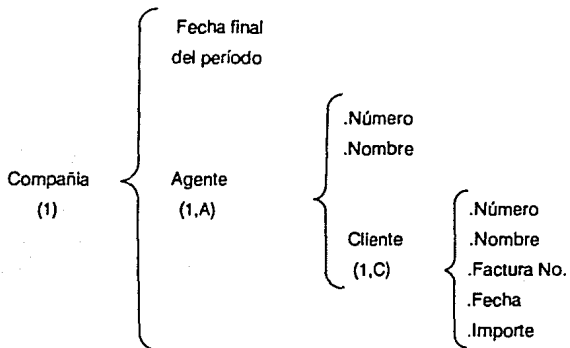 Fecha final
del período
Compañia
(1)
Agente
(1,A)
.Número
.Nombre
Cliente
(1,C)
.Número
.Nombre
.Factura No.
.Fecha
.Importe